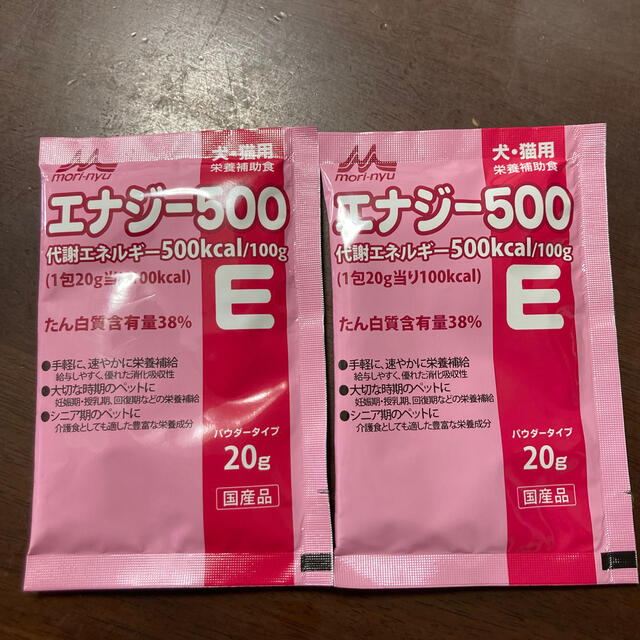 mori-nyu
犬・猫用
栄養補助食
エナジー500
代謝エネルギー500kcal/100g
(1包20g当り100kcal)
E
たん白質含有量38%
●手軽に、速やかに栄養補給
給与しやすく、優れた消化吸収性
●大切な時期のペットに
妊娠期・授乳期、回復期などの栄養補給
●シニア期のペットに
介護食としても適した豊富な栄養成分
パウダータイプ
20g
国産品
mori-nyu
犬・猫用
栄養補助食
エナジー500
代謝エネルギー500kcal/100g
(1包20g当り100kcal)
E
たん白質含有量38%
●手軽に、速やかに栄養補給
給与しやすく、優れた消化吸収性
●大切な時期のペットに
妊娠期・授乳期、回復期などの栄養補給
●シニア期のペットに
介護食としても適した豊富な栄養成分
パウダータイプ
20g
国産品